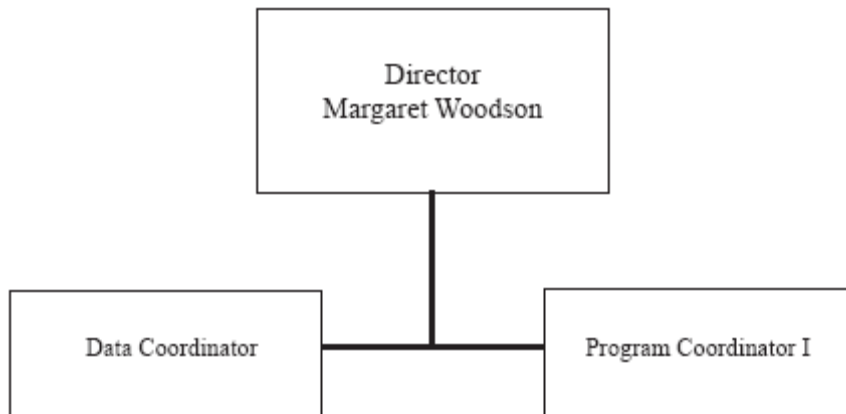 Director
Margaret Woodson
Data Coordinator
Program Coordinator I